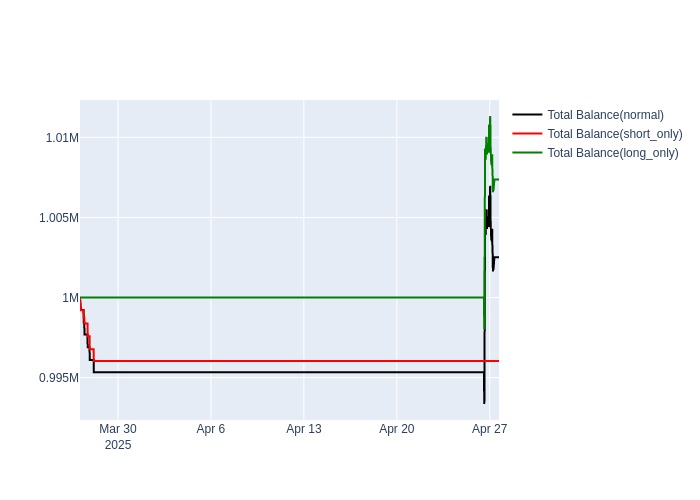 1.01M
1.005M
1M
0.995M
Mar 30
2025
Apr 6
Apr 13
Apr 20
Apr 27
Total Balance(normal)
Total Balance(short_only)
Total Balance(long_only)